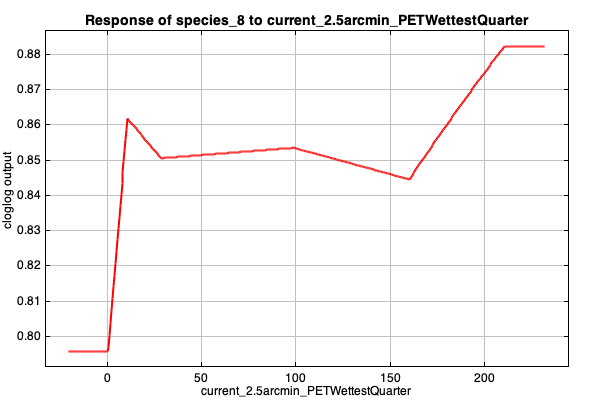 Response of species_8 to current_2.5arcmin_PETWettestQuarter
cloglog output
0.88
0.87
0.86
0.85
0.84
0.83
0.82
0.81
0.80
0 50 100 150 200
current_2.5arcmin_PETWettestQuarter